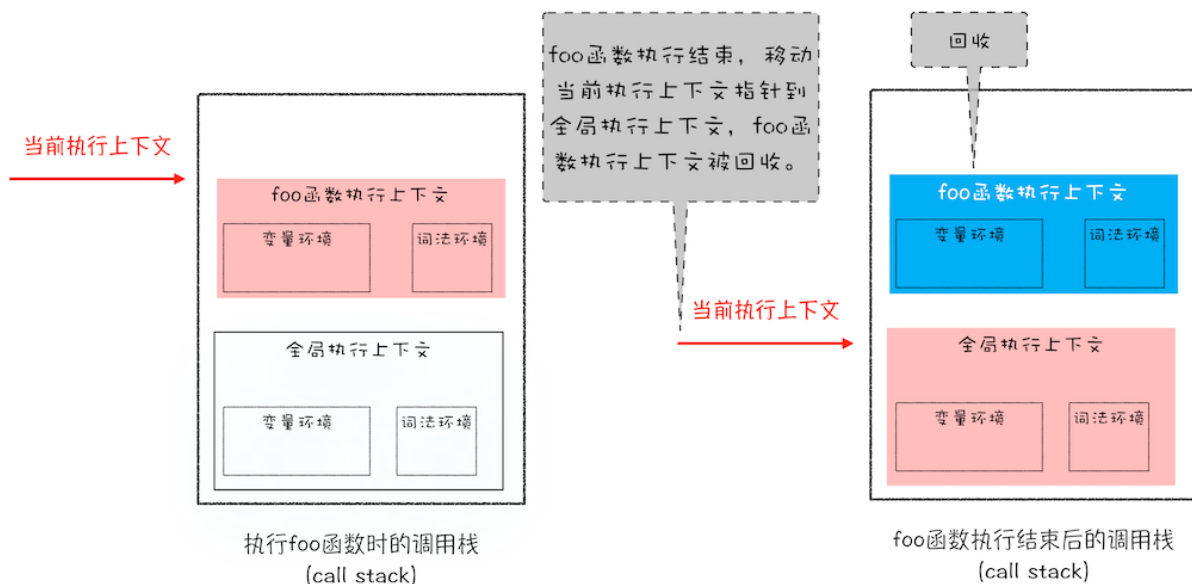 当前执行上下文
foo函数执行上下文
变量环境
词法环境
全局执行上下文
变量环境
词法环境
执行foo函数时的调用栈
(call stack)
foo函数执行结束，移动
当前执行上下文指针到
全局执行上下文，foo函
数执行上下文被回收。
当前执行上下文
回收
foo函数执行上下文
变量环境
词法环境
全局执行上下文
变量环境
词法环境
foo函数执行结束后的调用栈
(call stack)